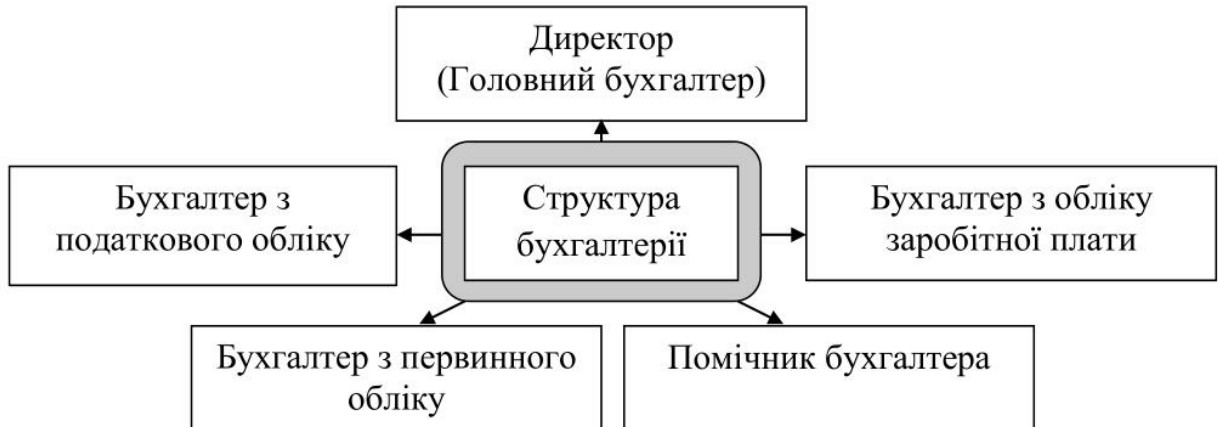 Директор
(Головний бухгалтер)
Бухгалтер з
податкового обліку
Структура
бухгалтерії
Бухгалтер з обліку
заробітної плати
Бухгалтер з первинного
обліку
Помічник бухгалтера